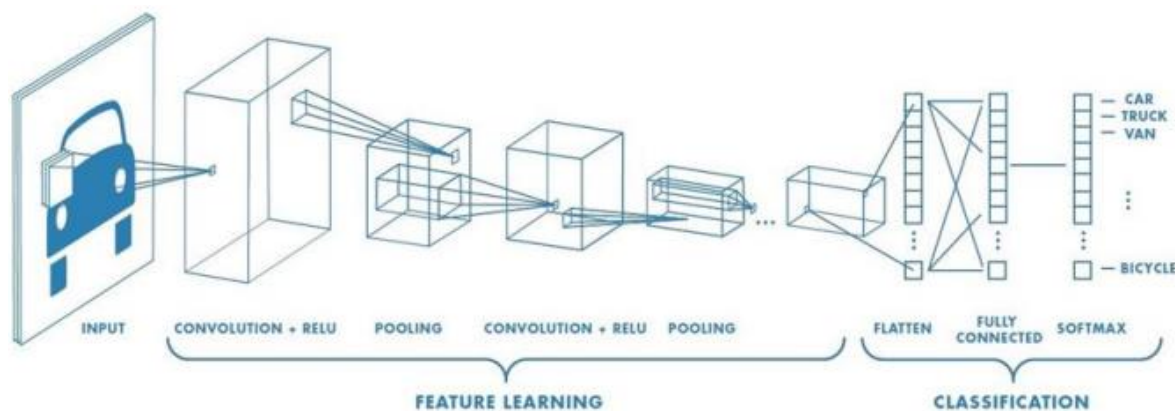 CAR
TRUCK
VAN
BICYCLE
INPUT
CONVOLUTION + RELU
POOLING
CONVOLUTION + RELU
POOLING
FLATTEN
FULLY
CONNECTED
SOFTMAX
FEATURE LEARNING
CLASSIFICATION